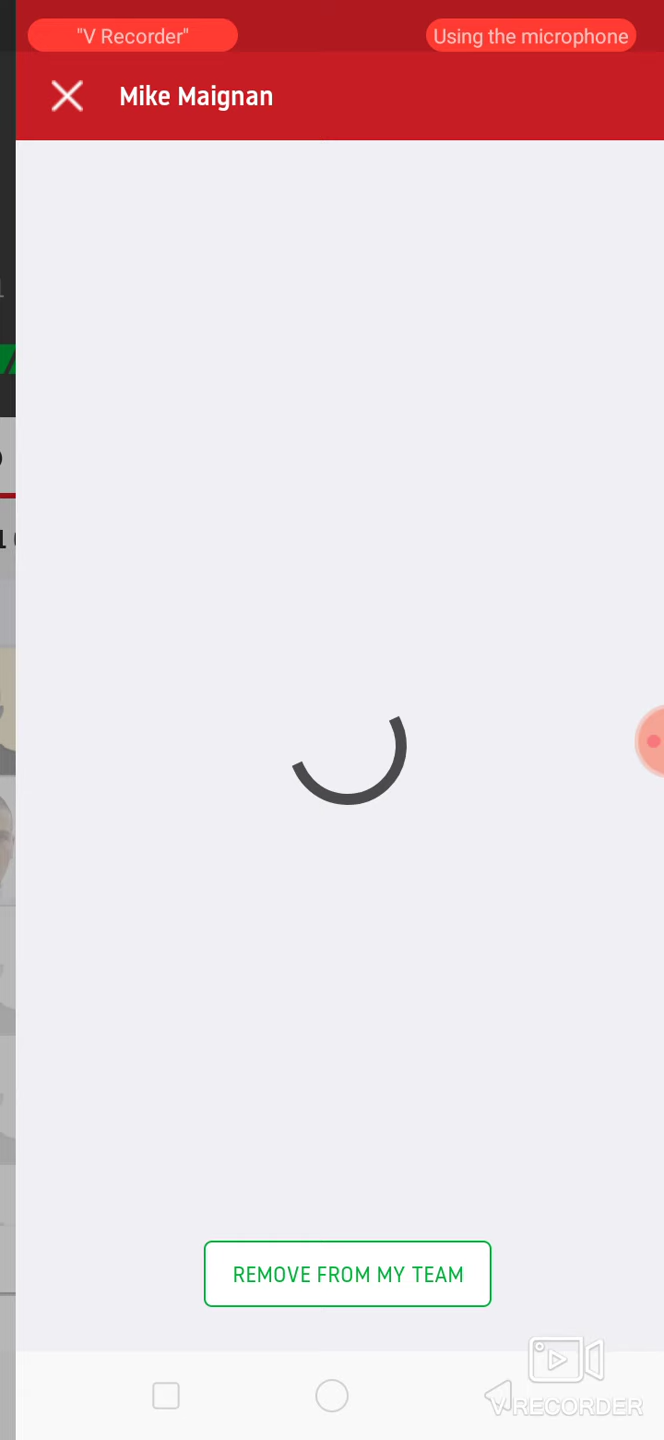 "V Recorder"
Using the microphone
Mike Maignan
REMOVE FROM MY TEAM
V RECORDER